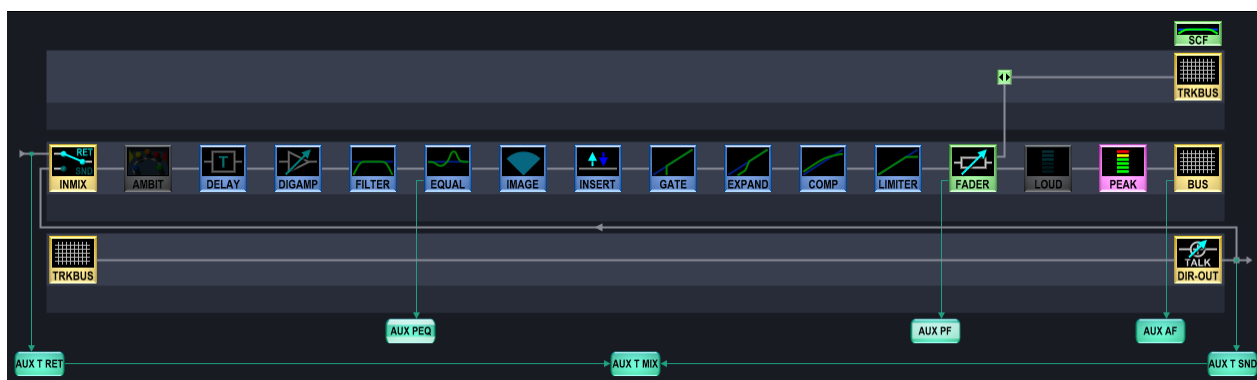 SCF
TRKBUS
RET
SND
INMIX
AMBIT
T
DELAY
DIGAMP
FILTER
EQUAL
IMAGE
INSERT
GATE
EXPAND
COMP
LIMITER
FADER
LOUD
PEAK
BUS
TRKBUS
TALK
DIR-OUT
AUX PEQ
AUX PF
AUX AF
AUX T RET
AUX T MIX
AUX T SND